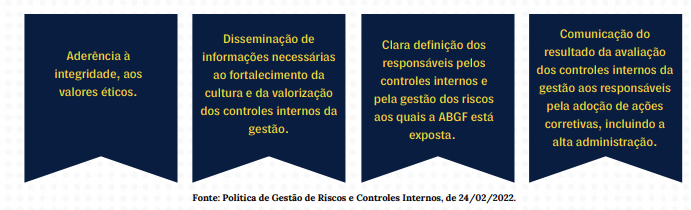 Aderência à
integridade, aos
valores éticos.
Disseminação de
informações necessárias
ao fortalecimento da
cultura e da valorização
dos controles internos da
gestão.
Clara definição dos
responsáveis pelos
controles internos e
pela gestão dos riscos
aos quais a ABGF está
exposta.
Comunicação do
resultado da avaliação
dos controles internos da
gestão aos responsáveis
pela adoção de ações
corretivas, incluindo a
alta administração.
Fonte: Política de Gestão de Riscos e Controles Internos, de 24/02/2022.